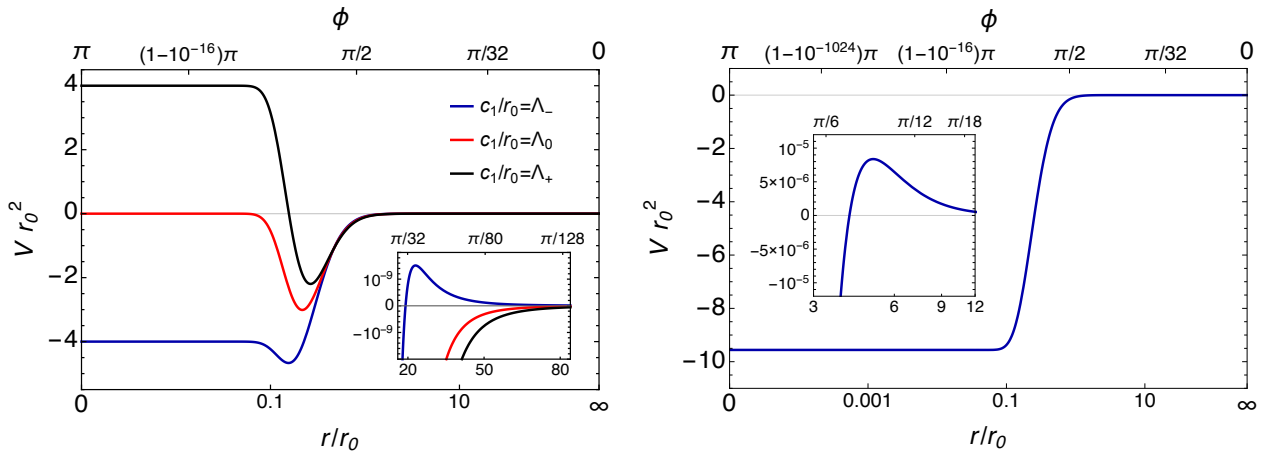 ϕ
π (1−10⁻¹⁶)π π/2 π/32 0
4
2
0
−2
−4
V r₀²
c₁/r₀=Λ₋
c₁/r₀=Λ₀
c₁/r₀=Λ₊
π/32 π/80 π/128
10⁻⁹
0
−10⁻⁹
20 50 80
0 0.1 10 ∞
r/r₀
ϕ
π (1−10⁻¹⁰²⁴)π (1−10⁻¹⁶)π π/2 π/32 0
0
−2
−4
−6
−8
−10
V r₀²
π/6 π/12 π/18
10⁻⁵
5×10⁻⁶
0
−5×10⁻⁶
−10⁻⁵
3 6 9 12
0 0.001 0.1 10 ∞
r/r₀